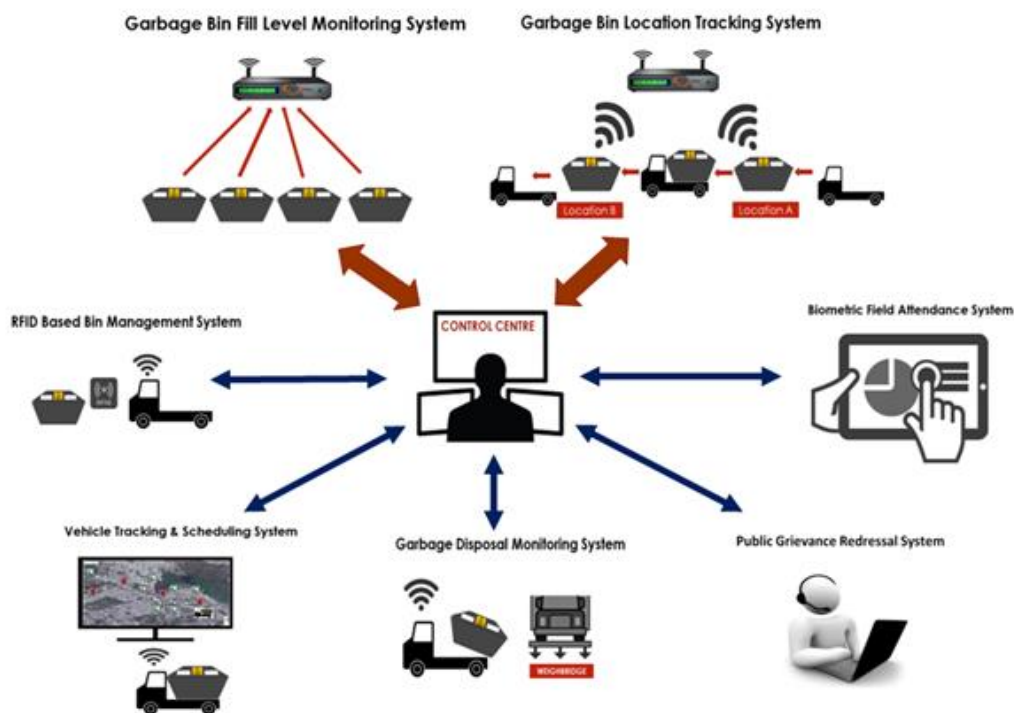 Garbage Bin Fill Level Monitoring System
Garbage Bin Location Tracking System
Location B
Location A
RFID Based Bin Management System
CONTROL CENTRE
Biometric Field Attendance System
Vehicle Tracking & Scheduling System
Garbage Disposal Monitoring System
Public Grievance Redressal System
WEIGHBRIDGE